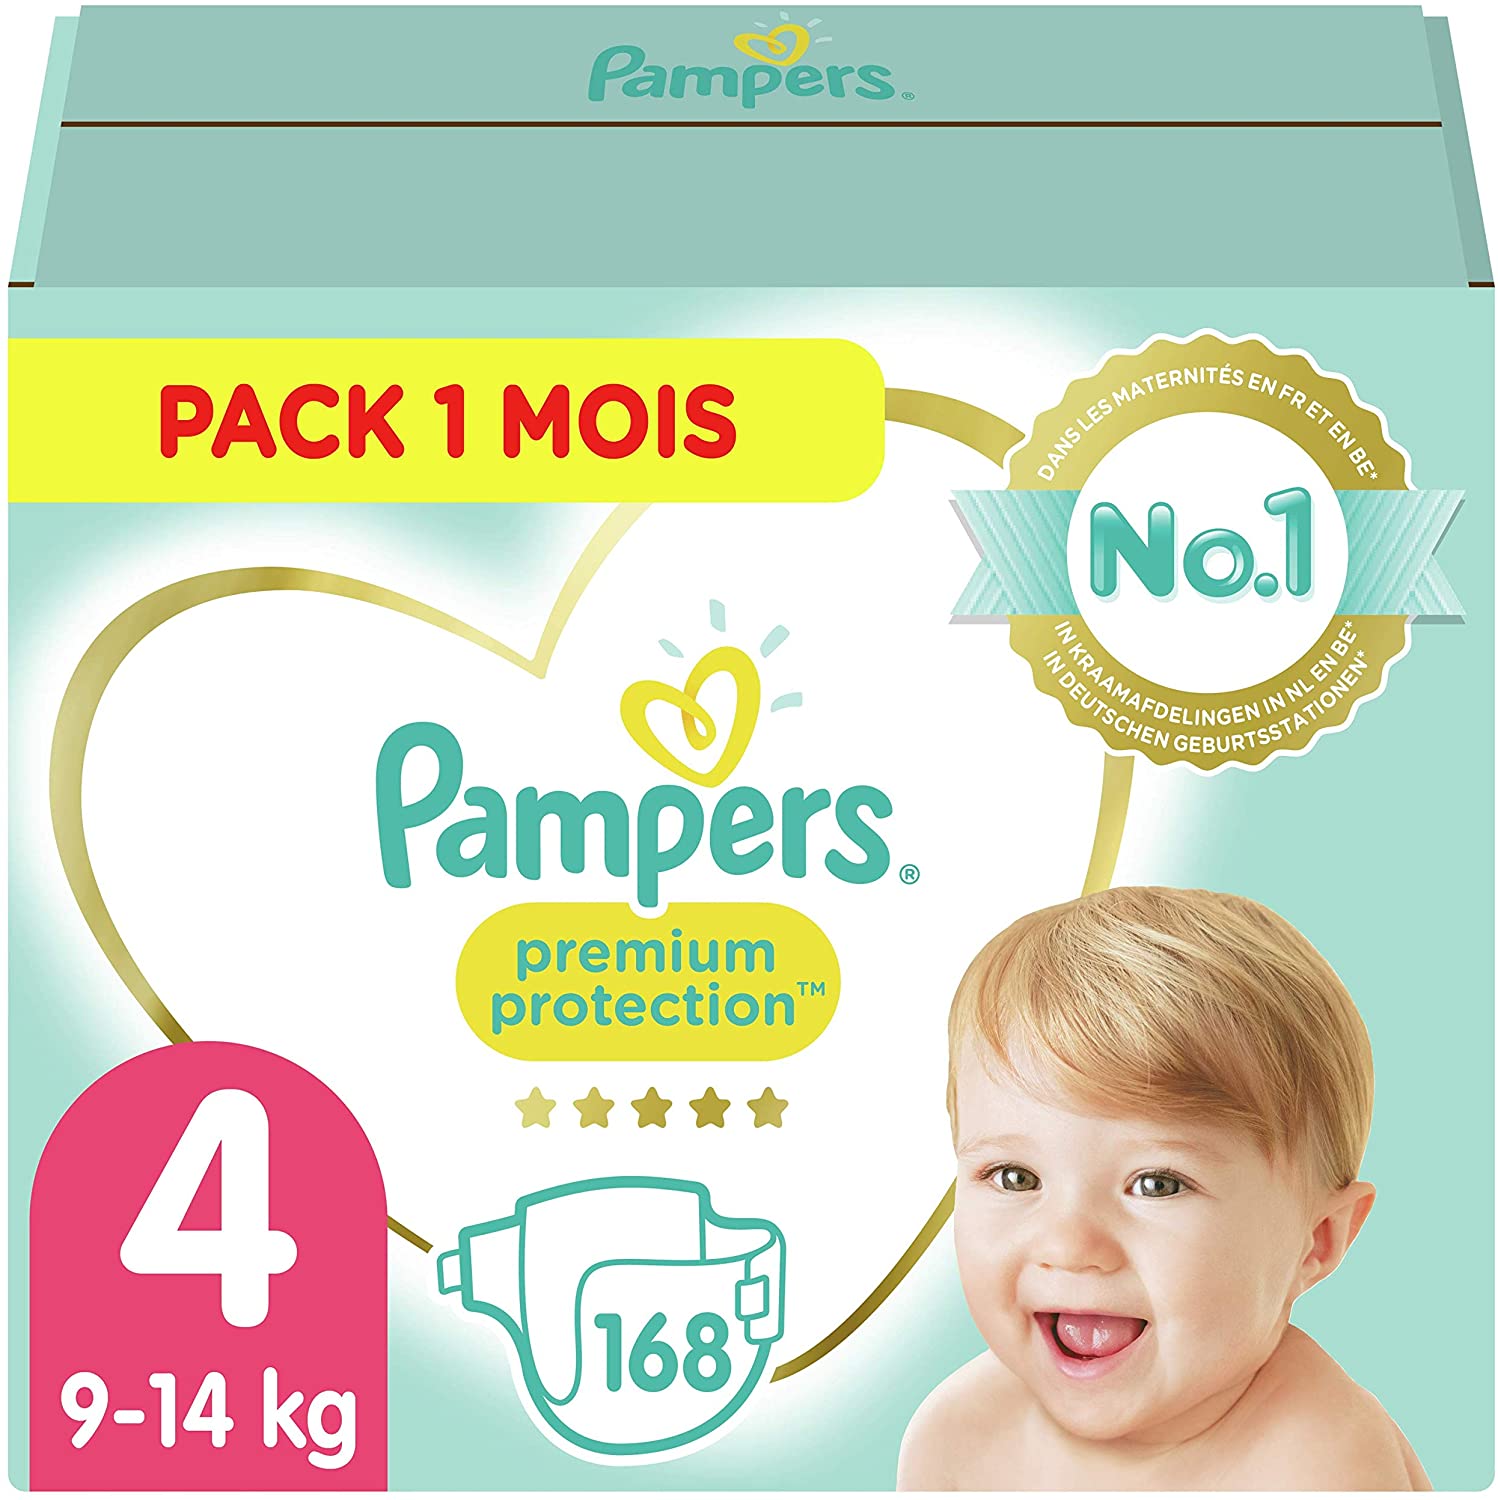 Pampers®
PACK 1 MOIS
DANS LES MATERNITÉS EN FR ET EN BE*
No.1
IN KRAAMAFDELINGEN IN NL EN BE*
IN DEUTSCHEN GEBURTSSTATIONEN*
Pampers®
premium
protection™
4
9-14 kg
168